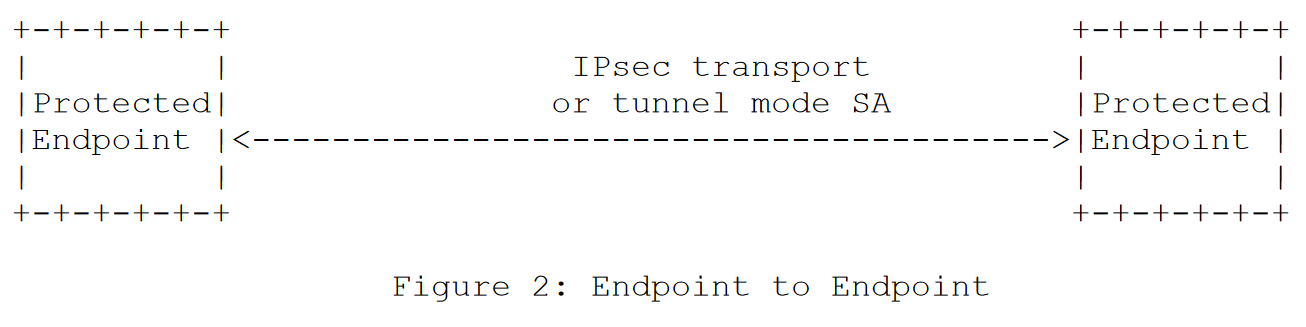 +-+-+-+-+-+                                          +-+-+-+-+-+
|         |                 IPsec transport          |         |
|Protected|                or tunnel mode SA         |Protected|
|Endpoint |<---------------------------------------->|Endpoint |
|         |                                          |         |
+-+-+-+-+-+                                          +-+-+-+-+-+
Figure 2: Endpoint to Endpoint